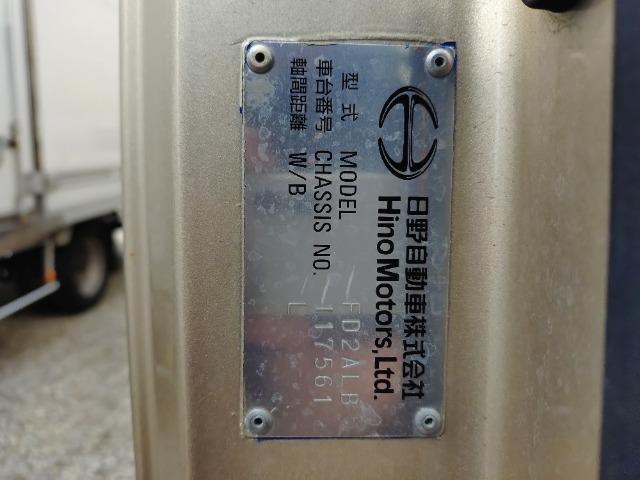 日野自動車株式会社
Hino Motors, Ltd.
型式 MODEL FD2ALB
車台番号 CHASSIS NO. 117561
軸間距離 W/B L